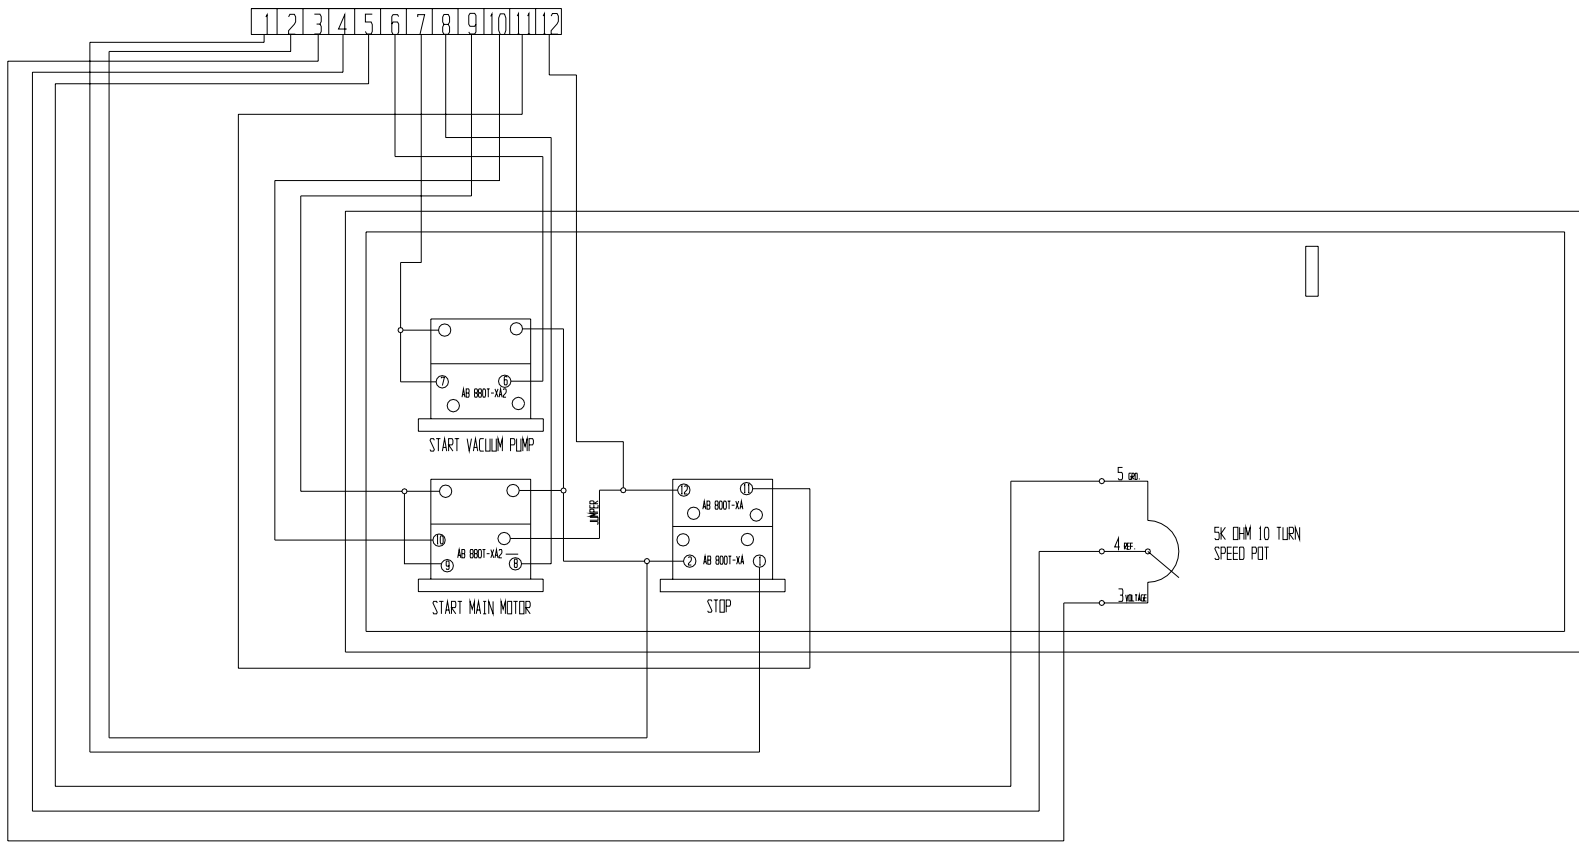 1 2 3 4 5 6 7 8 9 10 11 12
7 6
AB 880T-XA2
START VACUUM PUMP
12 11
AB 800T-XA
JUMPER
10
AB 880T-XA2
9 8
START MAIN MOTOR
2 AB 800T-XA 1
STOP
5 GRD.
4 REF.
3 VOLTAGE
5K OHM 10 TURN
SPEED POT